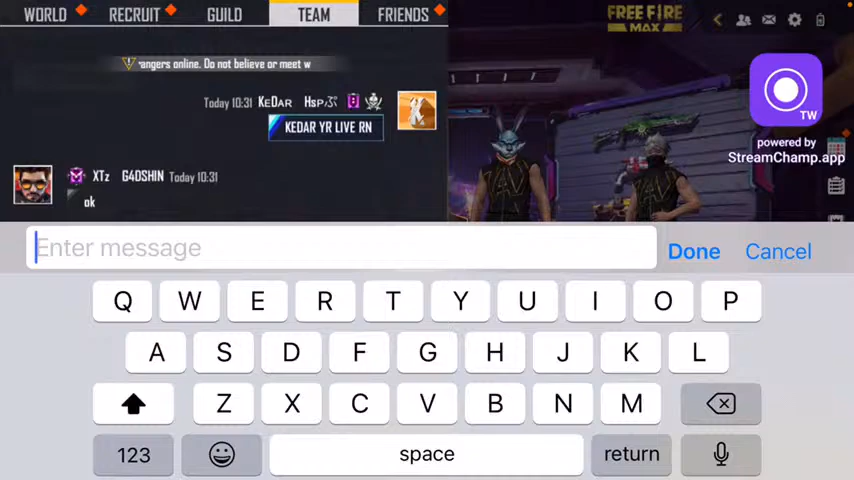 WORLD RECRUIT GUILD TEAM FRIENDS
FREE FIRE
MAX
rangers online. Do not believe or meet w
Today 10:31 KeDaR Hsp
KEDAR YR LIVE RN
TW
powered by
StreamChamp.app
XTz G4DSHIN Today 10:31
ok
Enter message
Done Cancel
Q W E R T Y U I O P
A S D F G H J K L
Z X C V B N M
123 space return